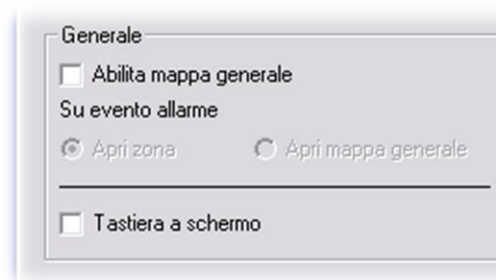 Generale
Abilita mappa generale
Su evento allarme
Apri zona Apri mappa generale
Tastiera a schermo